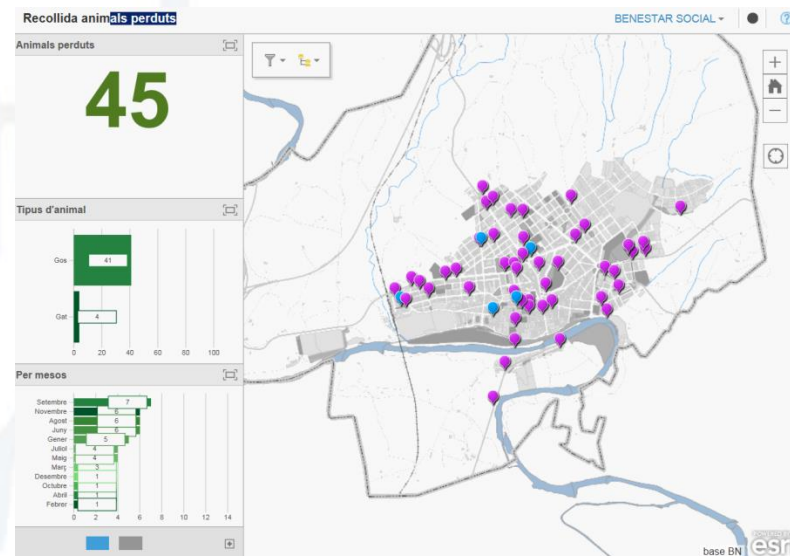 Recollida animals perduts
BENESTAR SOCIAL
?
Animals perduts
45
Tipus d'animal
Gos
41
Gat
4
0 20 40 60 80 100
Per mesos
Setembre 7
Novembre 6
Agost 6
Juny 6
Gener 5
Juliol 4
Maig 4
Març 3
Desembre 1
Octubre 1
Abril 1
Febrer 1
0 2 4 6 8 10 12 14
base BN
esri